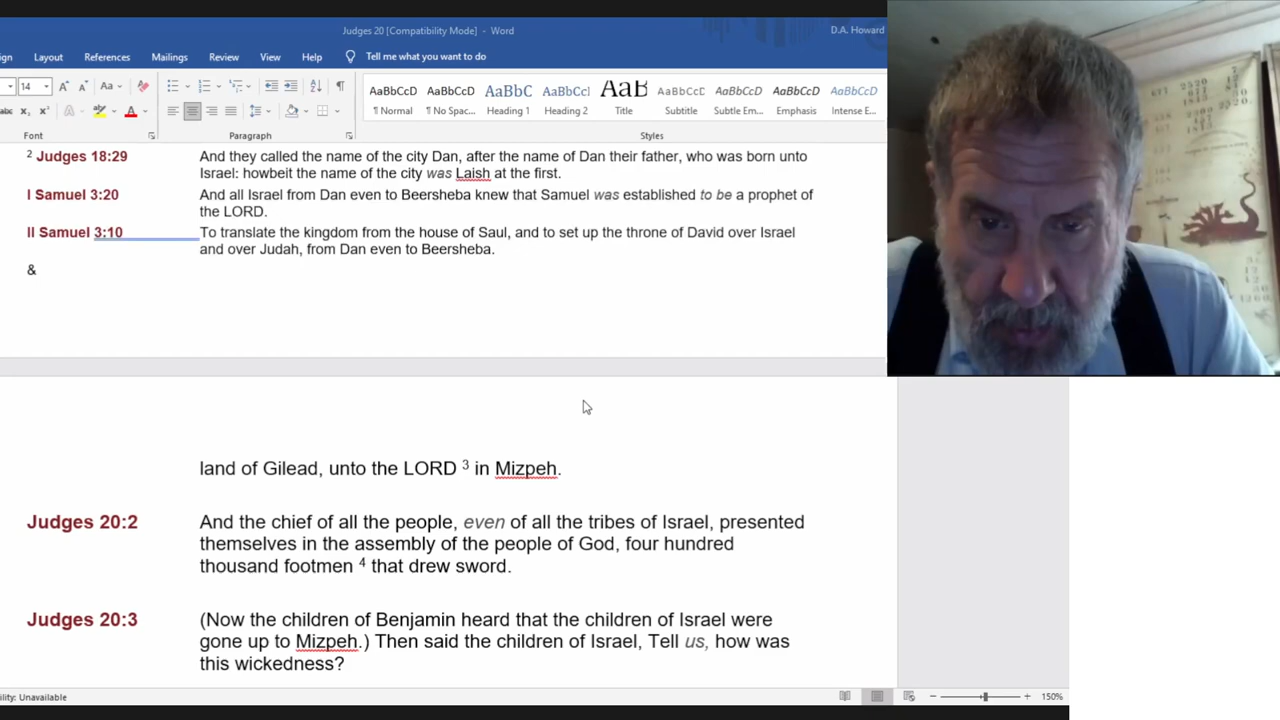 Judges 20 [Compatibility Mode] - Word
D.A. Howard
ign Layout References Mailings Review View Help Tell me what you want to do
14 Aa
abc x₂ x² A A
AaBbCcD AaBbCcD AaBbC AaBbCcl AaB AaBbCcD AaBbCcD AaBbCcD AaBbCcD
¶ Normal ¶ No Spac... Heading 1 Heading 2 Title Subtitle Subtle Em... Emphasis Intense E...
Font Paragraph Styles
² Judges 18:29 And they called the name of the city Dan, after the name of Dan their father, who was born unto
Israel: howbeit the name of the city was Laish at the first.
I Samuel 3:20 And all Israel from Dan even to Beersheba knew that Samuel was established to be a prophet of
the LORD.
II Samuel 3:10 To translate the kingdom from the house of Saul, and to set up the throne of David over Israel
and over Judah, from Dan even to Beersheba.
&
land of Gilead, unto the LORD ³ in Mizpeh.
Judges 20:2 And the chief of all the people, even of all the tribes of Israel, presented
themselves in the assembly of the people of God, four hundred
thousand footmen ⁴ that drew sword.
Judges 20:3 (Now the children of Benjamin heard that the children of Israel were
gone up to Mizpeh.) Then said the children of Israel, Tell us, how was
this wickedness?
ility: Unavailable
150%